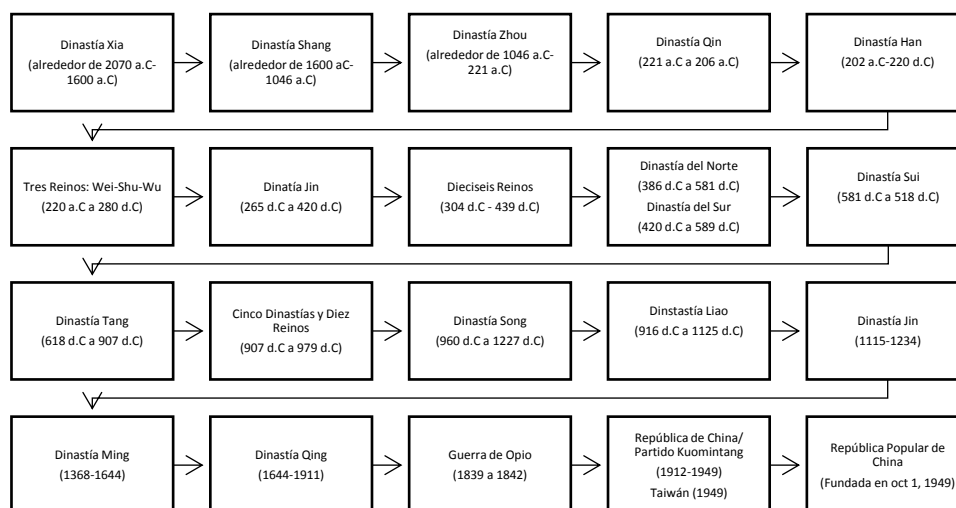 Dinastía Xia
(alrededor de 2070 a.C-
1600 a.C)
Dinastía Shang
(alrededor de 1600 aC-
1046 a.C)
Dinastía Zhou
(alrededor de 1046 a.C-
221 a.C)
Dinastía Qin
(221 a.C a 206 a.C)
Dinastía Han
(202 a.C-220 d.C)
Tres Reinos: Wei-Shu-Wu
(220 a.C a 280 d.C)
Dinatía Jin
(265 d.C a 420 d.C)
Dieciseis Reinos
(304 d.C - 439 d.C)
Dinastía del Norte
(386 d.C a 581 d.C)
Dinastía del Sur
(420 d.C a 589 d.C)
Dinastía Sui
(581 d.C a 518 d.C)
Dinastía Tang
(618 d.C a 907 d.C)
Cinco Dinastías y Diez
Reinos
(907 d.C a 979 d.C)
Dinastía Song
(960 d.C a 1227 d.C)
Dinstastía Liao
(916 d.C a 1125 d.C)
Dinastía Jin
(1115-1234)
Dinastía Ming
(1368-1644)
Dinastía Qing
(1644-1911)
Guerra de Opio
(1839 a 1842)
República de China/
Partido Kuomintang
(1912-1949)
Taiwán (1949)
República Popular de
China
(Fundada en oct 1, 1949)